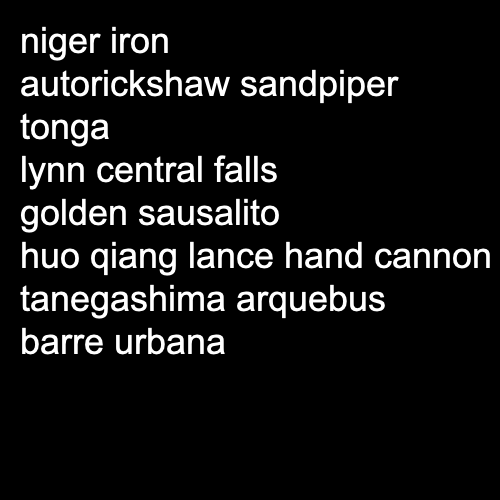 niger iron
autorickshaw sandpiper
tonga
lynn central falls
golden sausalito
huo qiang lance hand cannon
tanegashima arquebus
barre urbana